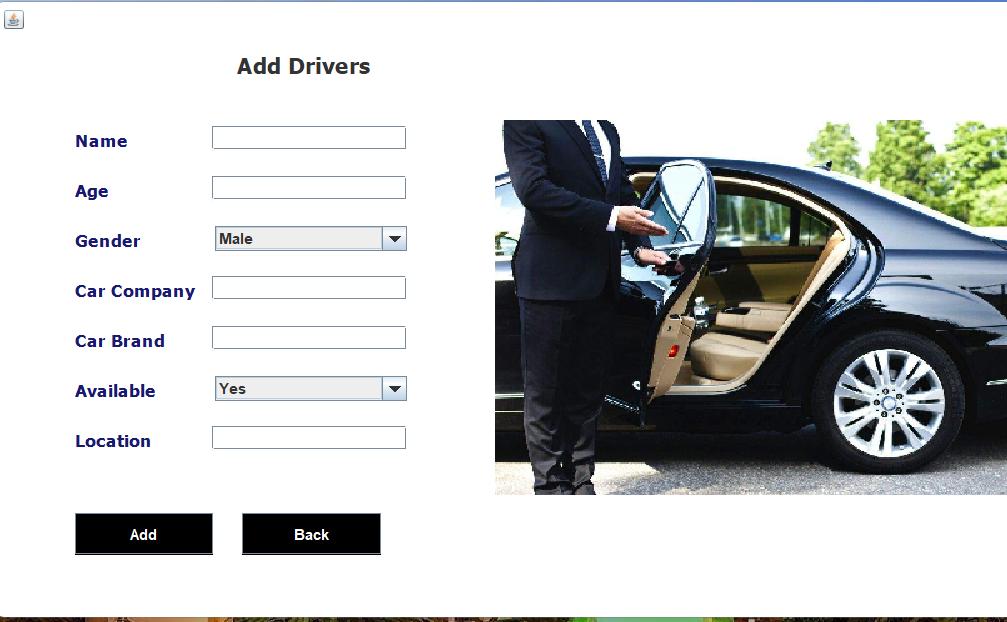 Add Drivers
Name
Age
Gender Male
Car Company
Car Brand
Available Yes
Location
Add Back